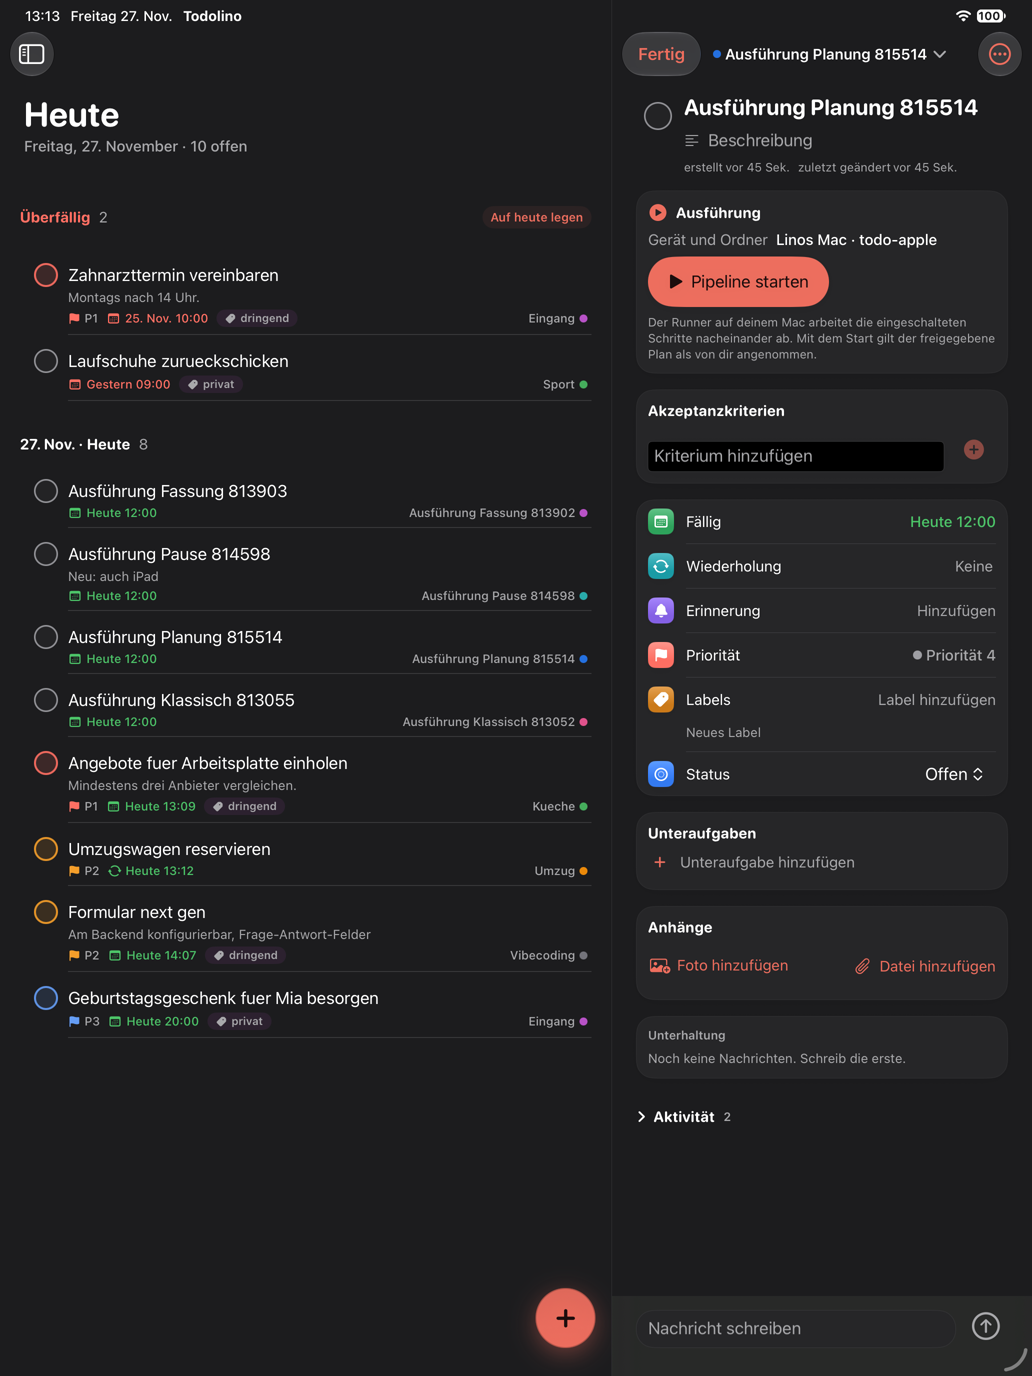 13:13 Freitag 27. Nov. Todolino
100
Heute
Freitag, 27. November · 10 offen
Überfällig 2
Auf heute legen
Zahnarzttermin vereinbaren
Montags nach 14 Uhr.
P1 25. Nov. 10:00 dringend Eingang
Laufschuhe zurueckschicken
Gestern 09:00 privat Sport
27. Nov. · Heute 8
Ausführung Fassung 813903
Heute 12:00 Ausführung Fassung 813902
Ausführung Pause 814598
Neu: auch iPad
Heute 12:00 Ausführung Pause 814598
Ausführung Planung 815514
Heute 12:00 Ausführung Planung 815514
Ausführung Klassisch 813055
Heute 12:00 Ausführung Klassisch 813052
Angebote fuer Arbeitsplatte einholen
Mindestens drei Anbieter vergleichen.
P1 Heute 13:09 dringend Kueche
Umzugswagen reservieren
P2 Heute 13:12 Umzug
Formular next gen
Am Backend konfigurierbar, Frage-Antwort-Felder
P2 Heute 14:07 dringend Vibecoding
Geburtstagsgeschenk fuer Mia besorgen
P3 Heute 20:00 privat Eingang
Fertig
Ausführung Planung 815514
Ausführung Planung 815514
Beschreibung
erstellt vor 45 Sek. zuletzt geändert vor 45 Sek.
Ausführung
Gerät und Ordner Linos Mac · todo-apple
Pipeline starten
Der Runner auf deinem Mac arbeitet die eingeschalteten
Schritte nacheinander ab. Mit dem Start gilt der freigegebene
Plan als von dir angenommen.
Akzeptanzkriterien
Kriterium hinzufügen
Fällig Heute 12:00
Wiederholung Keine
Erinnerung Hinzufügen
Priorität Priorität 4
Labels Label hinzufügen
Neues Label
Status Offen
Unteraufgaben
Unteraufgabe hinzufügen
Anhänge
Foto hinzufügen Datei hinzufügen
Unterhaltung
Noch keine Nachrichten. Schreib die erste.
Aktivität 2
Nachricht schreiben